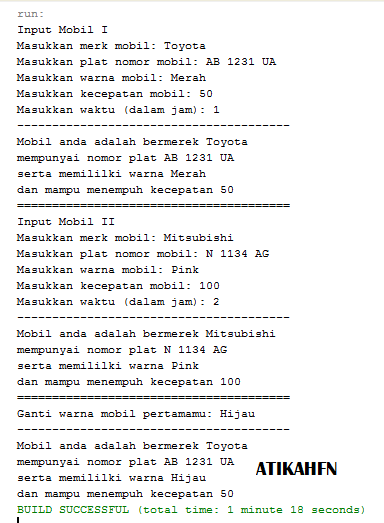 run:
Input Mobil I
Masukkan merk mobil: Toyota
Masukkan plat nomor mobil: AB 1231 UA
Masukkan warna mobil: Merah
Masukkan kecepatan mobil: 50
Masukkan waktu (dalam jam): 1
---------------------------------------
Mobil anda adalah bermerek Toyota
mempunyai nomor plat AB 1231 UA
serta memililki warna Merah
dan mampu menempuh kecepatan 50
=======================================
Input Mobil II
Masukkan merk mobil: Mitsubishi
Masukkan plat nomor mobil: N 1134 AG
Masukkan warna mobil: Pink
Masukkan kecepatan mobil: 100
Masukkan waktu (dalam jam): 2
---------------------------------------
Mobil anda adalah bermerek Mitsubishi
mempunyai nomor plat N 1134 AG
serta memililki warna Pink
dan mampu menempuh kecepatan 100
=======================================
Ganti warna mobil pertamamu: Hijau
---------------------------------------
Mobil anda adalah bermerek Toyota
mempunyai nomor plat AB 1231 UA
serta memililki warna Hijau
dan mampu menempuh kecepatan 50
ATIKAHFN
BUILD SUCCESSFUL (total time: 1 minute 18 seconds)